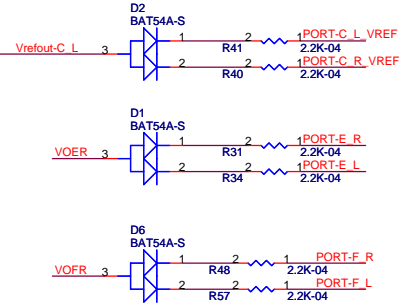 D2
BAT54A-S
1 2 1 PORT-C_L_VREF
Vrefout-C_L 3 R41 2.2K-04
2 2 1 PORT-C_R_VREF
R40 2.2K-04
D1
BAT54A-S
1 2 1 PORT-E_R
VOER 3 R31 2.2K-04
2 2 1 PORT-E_L
R34 2.2K-04
D6
BAT54A-S
1 2 1 PORT-F_R
VOFR 3 R48 2.2K-04
2 2 1 PORT-F_L
R57 2.2K-04